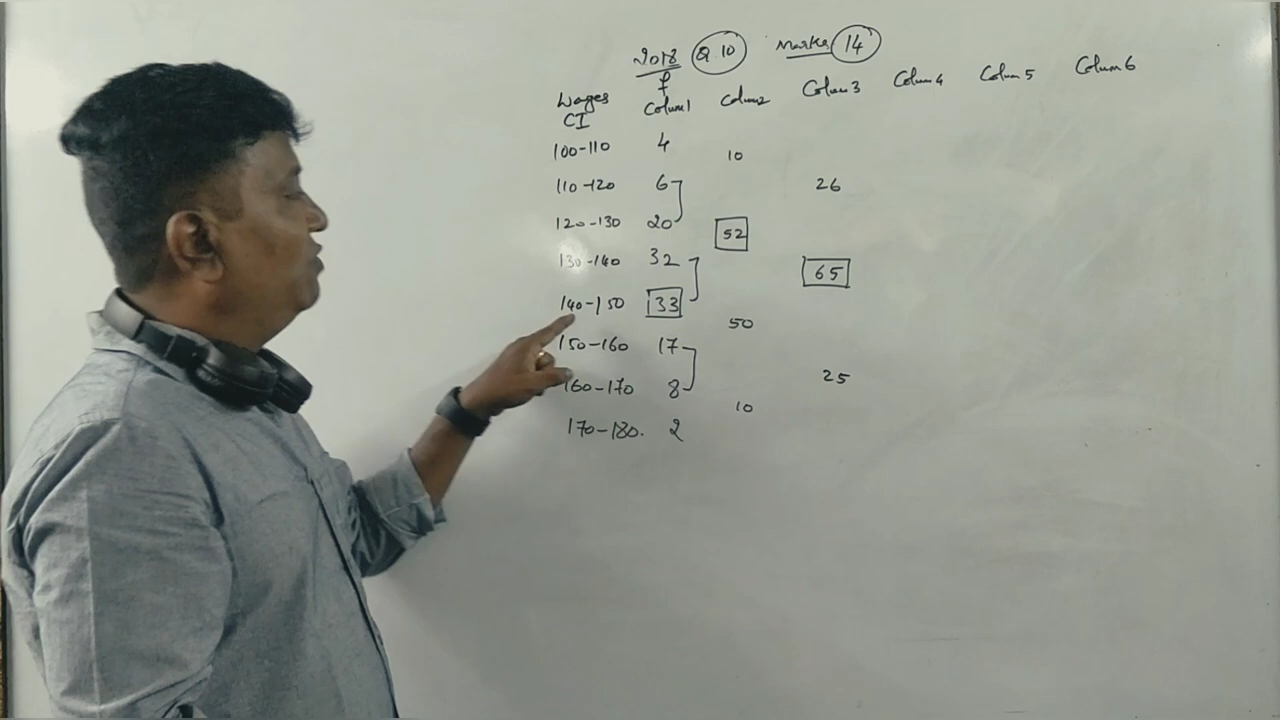 2018 Q.10 Marks 14
f
Wages Colum1 Colum2 Colum3 Colum4 Colum5 Colum6
CI
100-110 4 10
110-120 6 26
120-130 20 52
130-140 32 65
140-150 33 50
150-160 17
160-170 8 25
170-180. 2 10